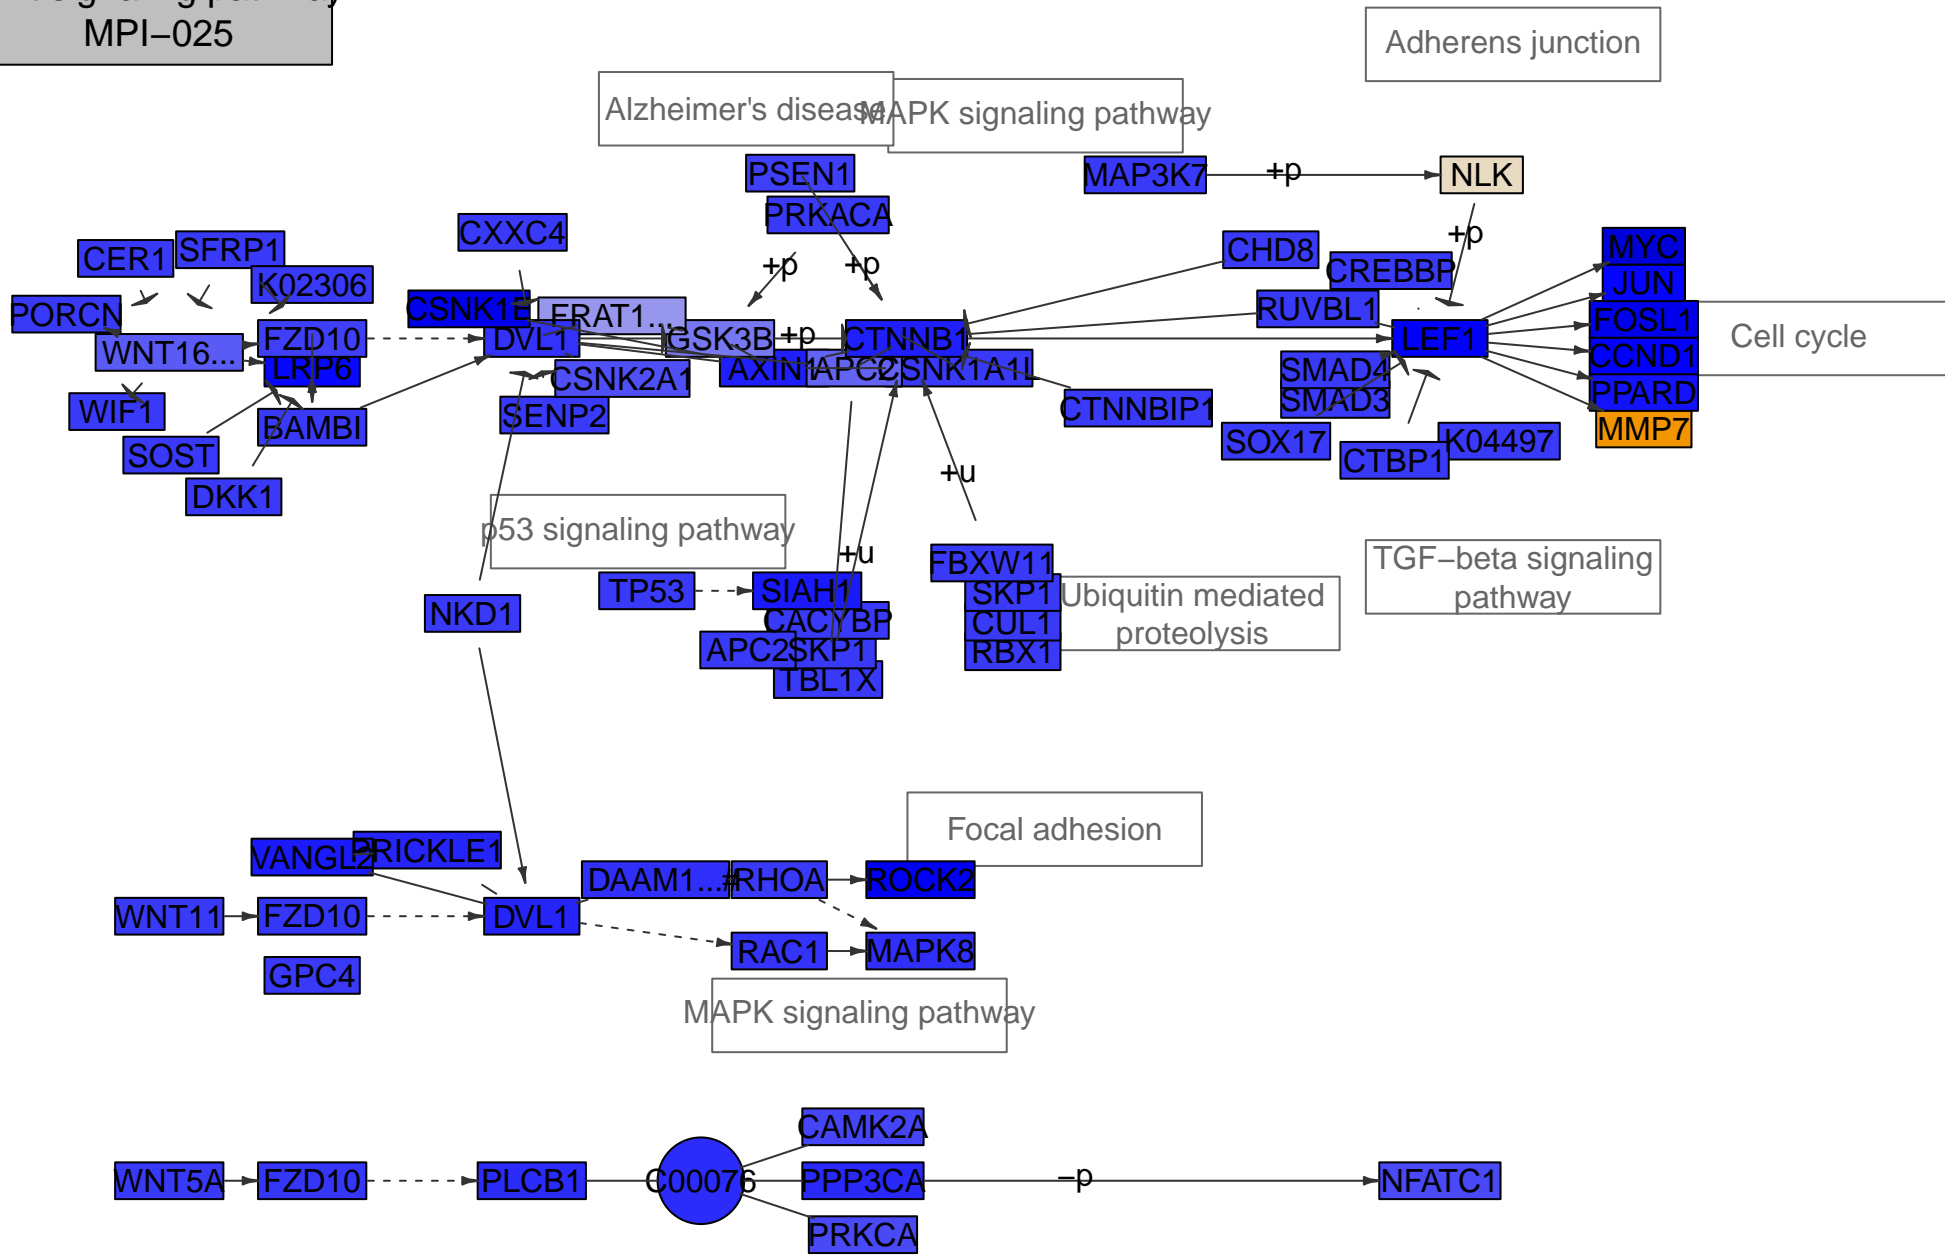 MPI−025
Adherens junction
Alzheimer's disease
MAPK signaling pathway
PSEN1
MAP3K7
+p
NLK
PRKACA
CXXC4
CER1
SFRP1
K02306
+p
+p
CHD8
CREBBP
+p
MYC
JUN
PORCN
CSNK1E
FRAT1...
RUVBL1
FOSL1
WNT16...
FZD10
DVL1
GSK3B
+p
CTNNB1
LEF1
Cell cycle
CCND1
LRP6
AXIN1
APC2
CSNK1A1L
CSNK2A1
SMAD4
SMAD3
PPARD
WIF1
BAMBI
SENP2
CTNNBIP1
MMP7
SOST
SOX17
CTBP1
K04497
DKK1
+u
p53 signaling pathway
+u
FBXW11
TGF−beta signaling
pathway
TP53
SIAH1
SKP1
Ubiquitin mediated
proteolysis
NKD1
CACYBP
CUL1
APC2
SKP1
RBX1
TBL1X
Focal adhesion
VANGL2
PRICKLE1
DAAM1...
RHOA
ROCK2
WNT11
FZD10
DVL1
RAC1
MAPK8
GPC4
MAPK signaling pathway
CAMK2A
WNT5A
FZD10
PLCB1
C00076
PPP3CA
−p
NFATC1
PRKCA